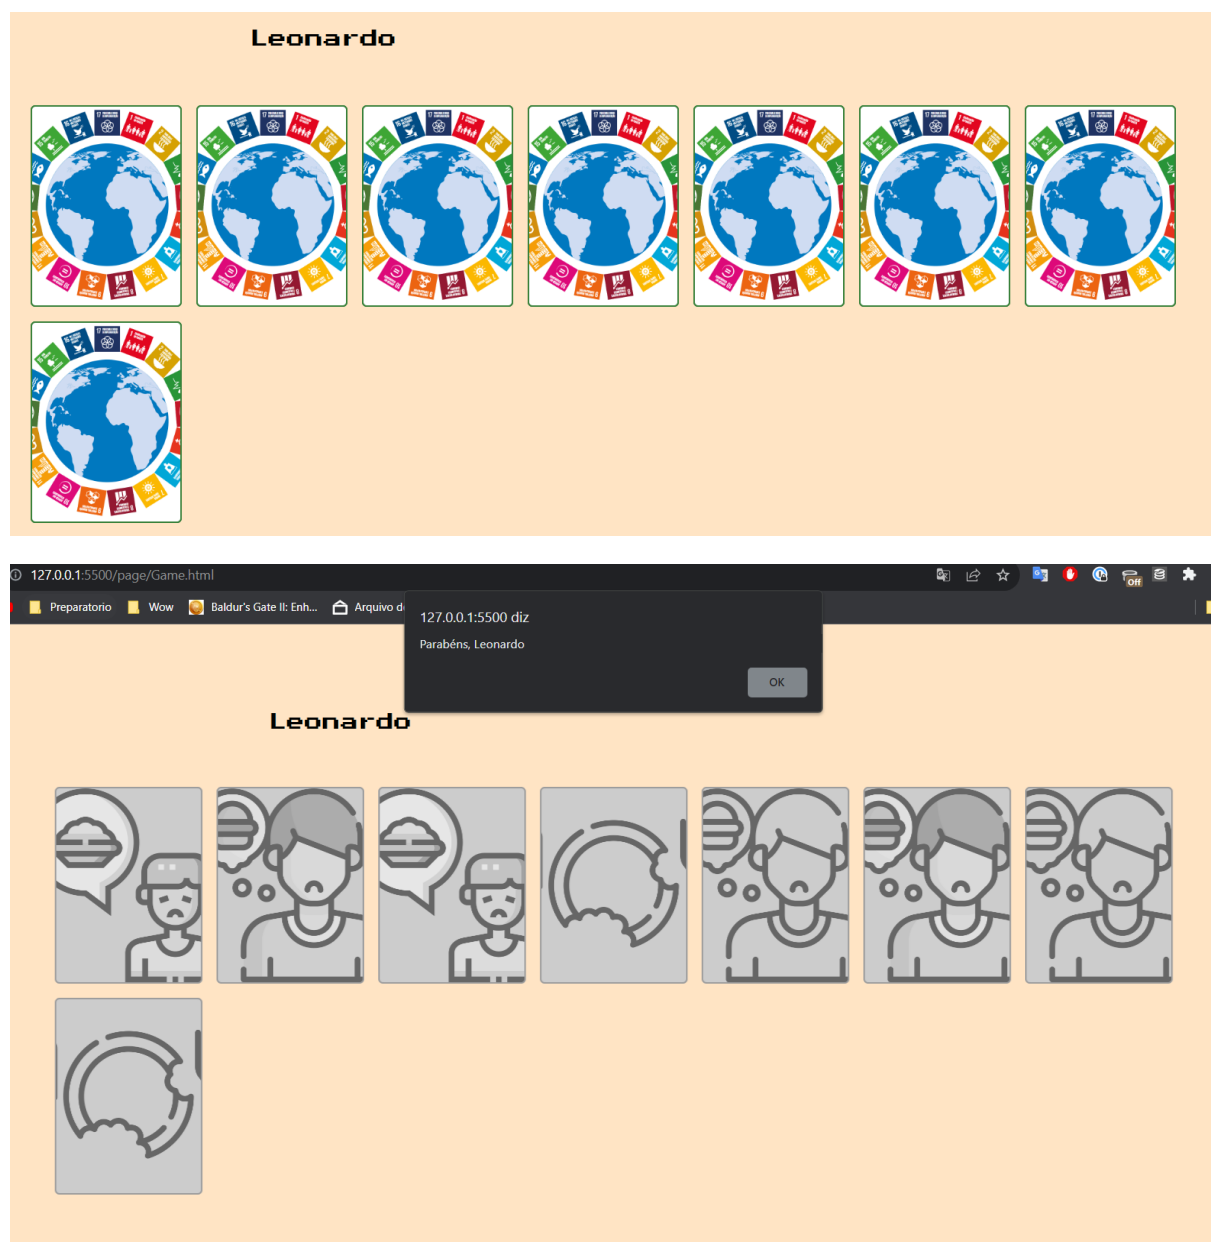 Leonardo
127.0.0.1:5500/page/Game.html
Off
Preparatorio
Wow
Baldur's Gate II: Enh...
Arquivo d
127.0.0.1:5500 diz
Parabéns, Leonardo
OK
Leonardo